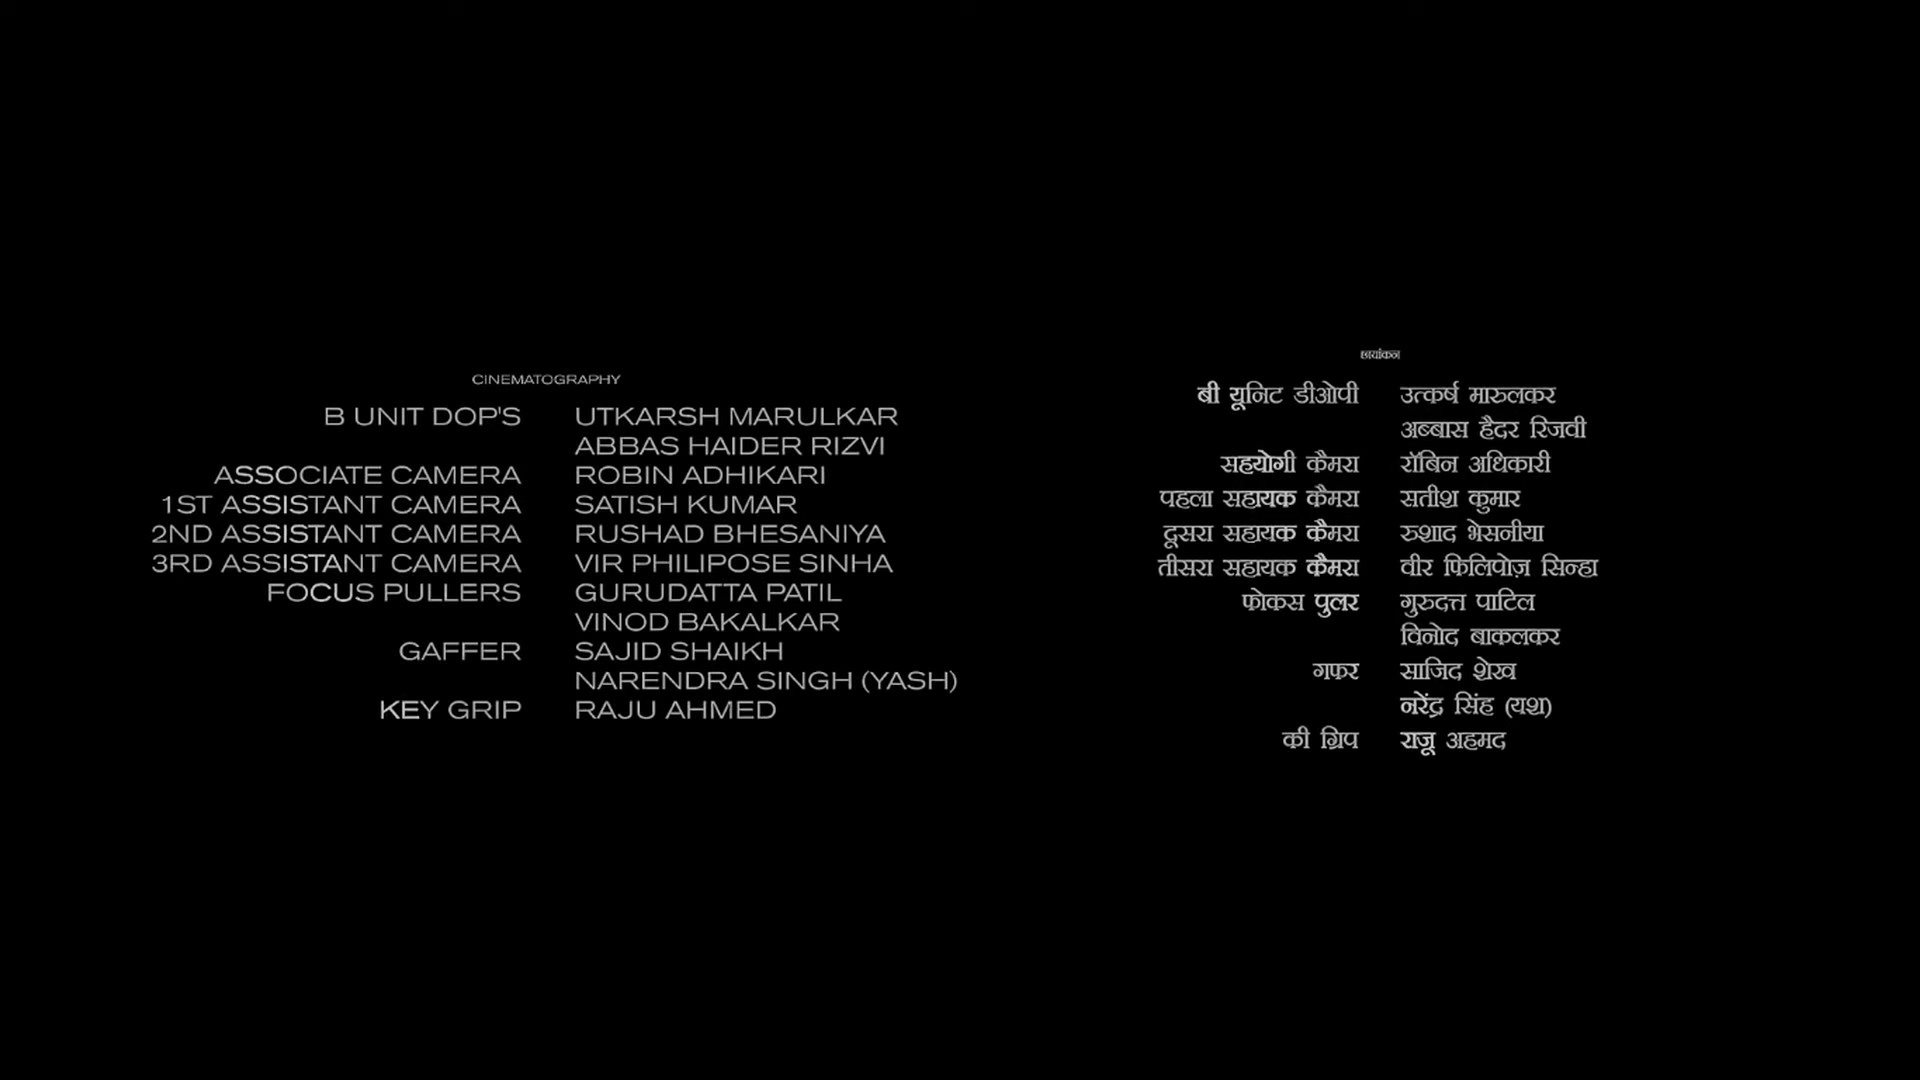 CINEMATOGRAPHY
B UNIT DOP'S UTKARSH MARULKAR
ABBAS HAIDER RIZVI
ASSOCIATE CAMERA ROBIN ADHIKARI
1ST ASSISTANT CAMERA SATISH KUMAR
2ND ASSISTANT CAMERA RUSHAD BHESANIYA
3RD ASSISTANT CAMERA VIR PHILIPOSE SINHA
FOCUS PULLERS GURUDATTA PATIL
VINOD BAKALKAR
GAFFER SAJID SHAIKH
NARENDRA SINGH (YASH)
KEY GRIP RAJU AHMED
छायांकन
बी यूनिट डीओपी उत्कर्ष मारुलकर
अब्बास हैदर रिजवी
सहयोगी कैमरा रॉबिन अधिकारी
पहला सहायक कैमरा सतीश कुमार
दूसरा सहायक कैमरा रुशाद भेसनीया
तीसरा सहायक कैमरा वीर फिलिपोज़ सिन्हा
फोकस पुलर गुरुदत्त पाटिल
विनोद बाकलकर
गफर साजिद शेख
नरेंद्र सिंह (यश)
की ग्रिप राजू अहमद